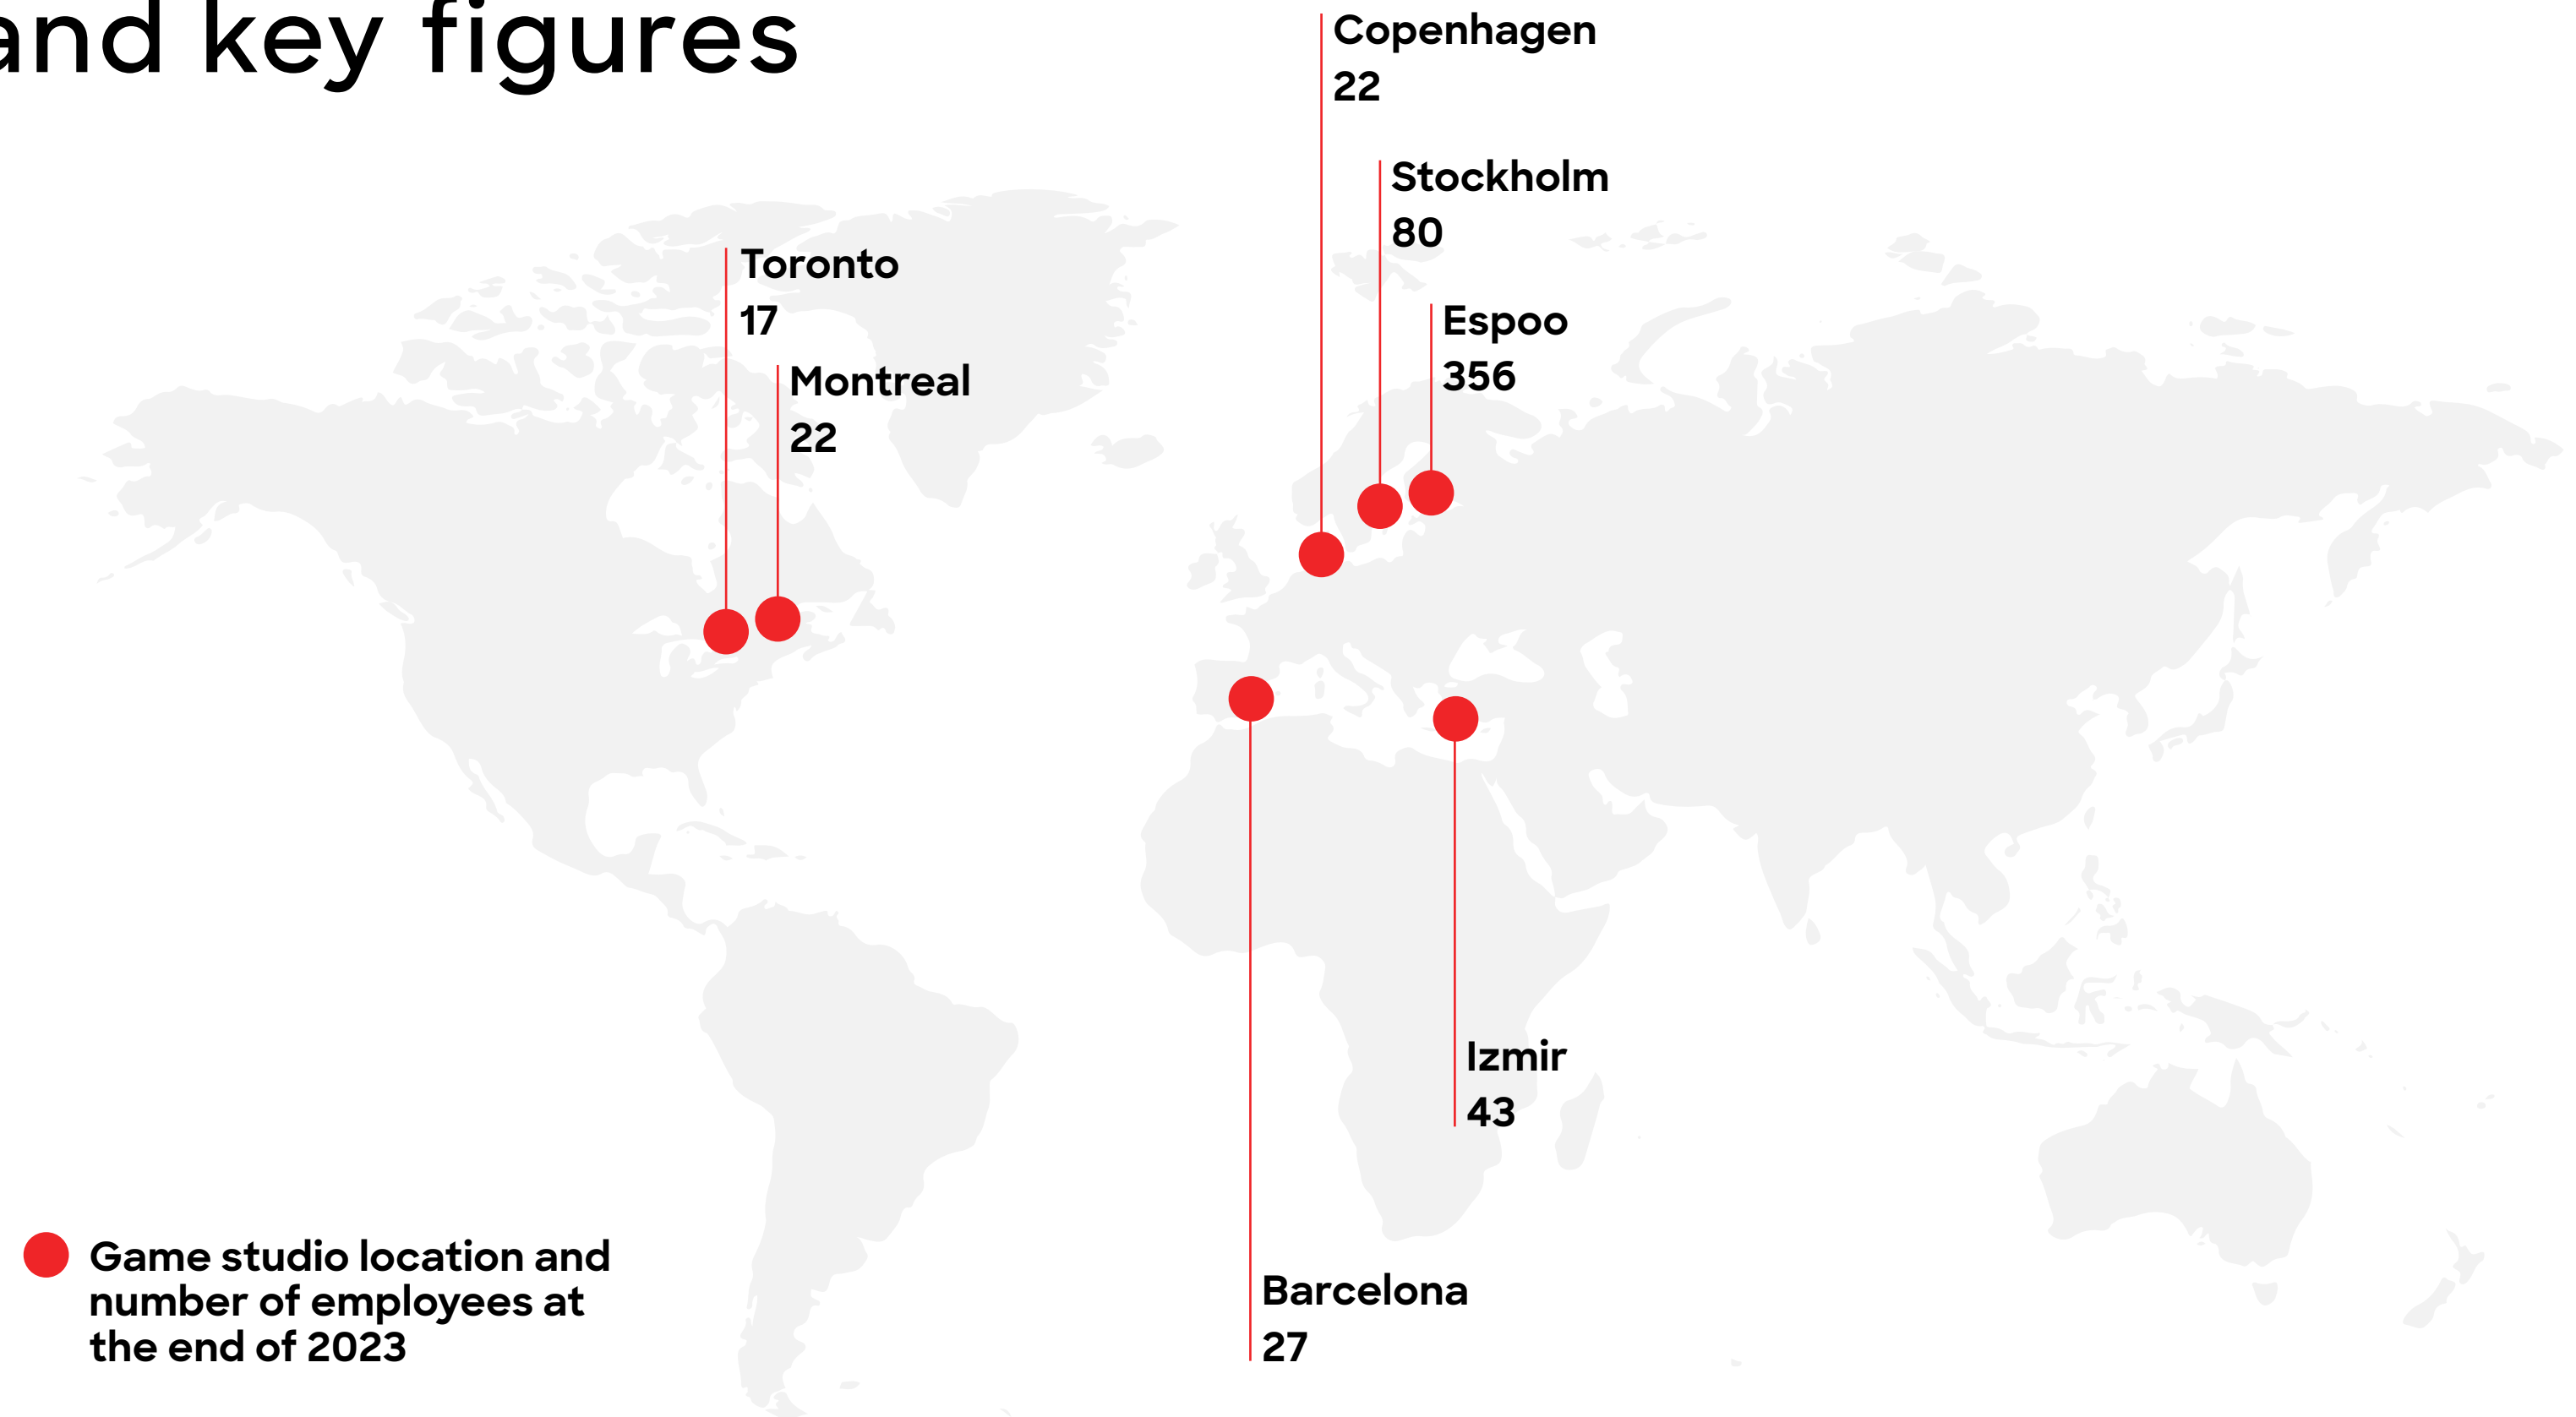 and key figures
Copenhagen
22
Stockholm
80
Toronto
17
Espoo
356
Montreal
22
Izmir
43
Barcelona
27
Game studio location and
number of employees at
the end of 2023